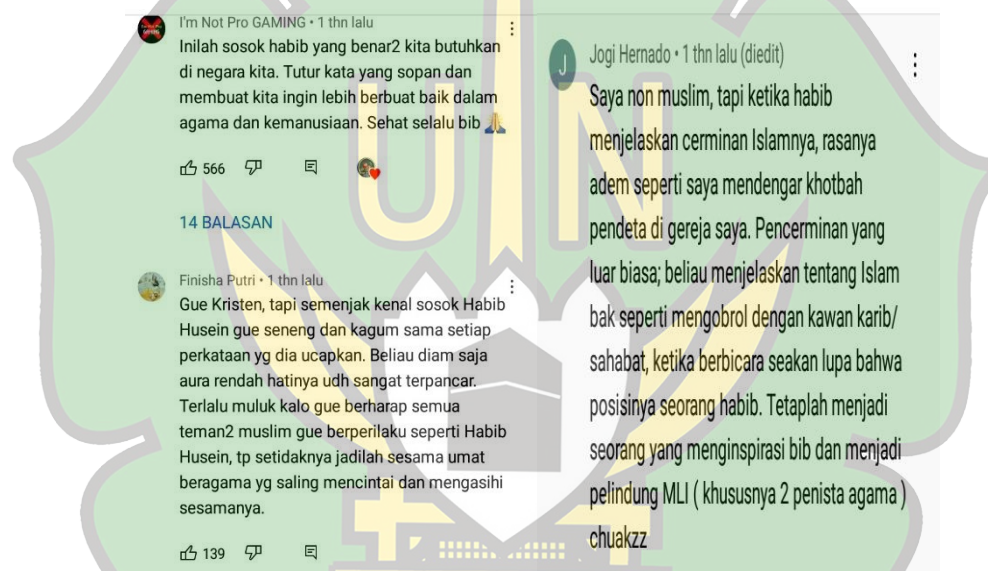 I'm Not Pro GAMING • 1 thn lalu
Inilah sosok habib yang benar2 kita butuhkan
di negara kita. Tutur kata yang sopan dan
membuat kita ingin lebih berbuat baik dalam
agama dan kemanusiaan. Sehat selalu bib 🙏
566
14 BALASAN
Finisha Putri • 1 thn lalu
Gue Kristen, tapi semenjak kenal sosok Habib
Husein gue seneng dan kagum sama setiap
perkataan yg dia ucapkan. Beliau diam saja
aura rendah hatinya udh sangat terpancar.
Terlalu muluk kalo gue berharap semua
teman2 muslim gue berperilaku seperti Habib
Husein, tp setidaknya jadilah sesama umat
beragama yg saling mencintai dan mengasihi
sesamanya.
139
J
Jogi Hernado • 1 thn lalu (diedit)
Saya non muslim, tapi ketika habib
menjelaskan cerminan Islamnya, rasanya
adem seperti saya mendengar khotbah
pendeta di gereja saya. Pencerminan yang
luar biasa; beliau menjelaskan tentang Islam
bak seperti mengobrol dengan kawan karib/
sahabat, ketika berbicara seakan lupa bahwa
posisinya seorang habib. Tetaplah menjadi
seorang yang menginspirasi bib dan menjadi
pelindung MLI ( khususnya 2 penista agama )
chuakzz
UIN